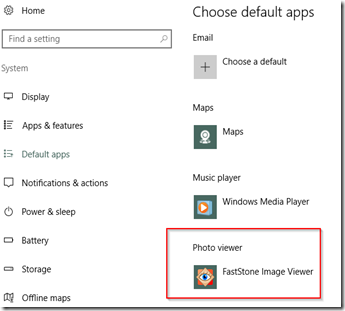 Home
Find a setting
System
Display
Apps & features
Default apps
Notifications & actions
Power & sleep
Battery
Storage
Offline maps
Choose default apps
Email
Choose a default
Maps
Maps
Music player
Windows Media Player
Photo viewer
FastStone Image Viewer